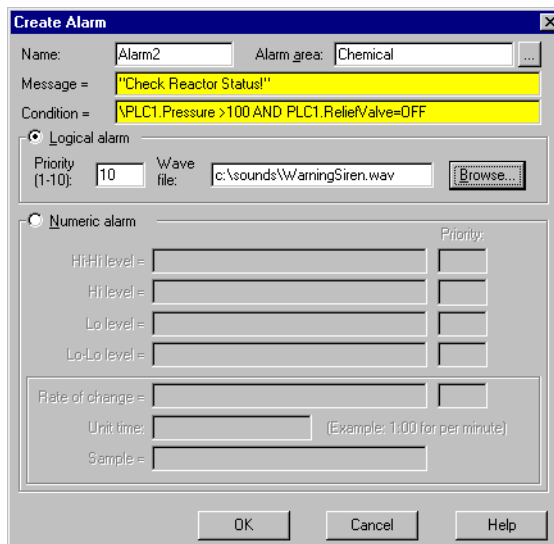 Create Alarm
Name: Alarm2 Alarm area: Chemical ...
Message = "Check Reactor Status!"
Condition = \PLC1.Pressure >100 AND PLC1.ReliefValve=OFF
Logical alarm
Priority (1-10): 10 Wave file: c:\sounds\WarningSiren.wav Browse...
Numeric alarm
Priority:
Hi-Hi level =
Hi level =
Lo level =
Lo-Lo level =
Rate of change =
Unit time: (Example: 1:00 for per minute)
Sample =
OK Cancel Help